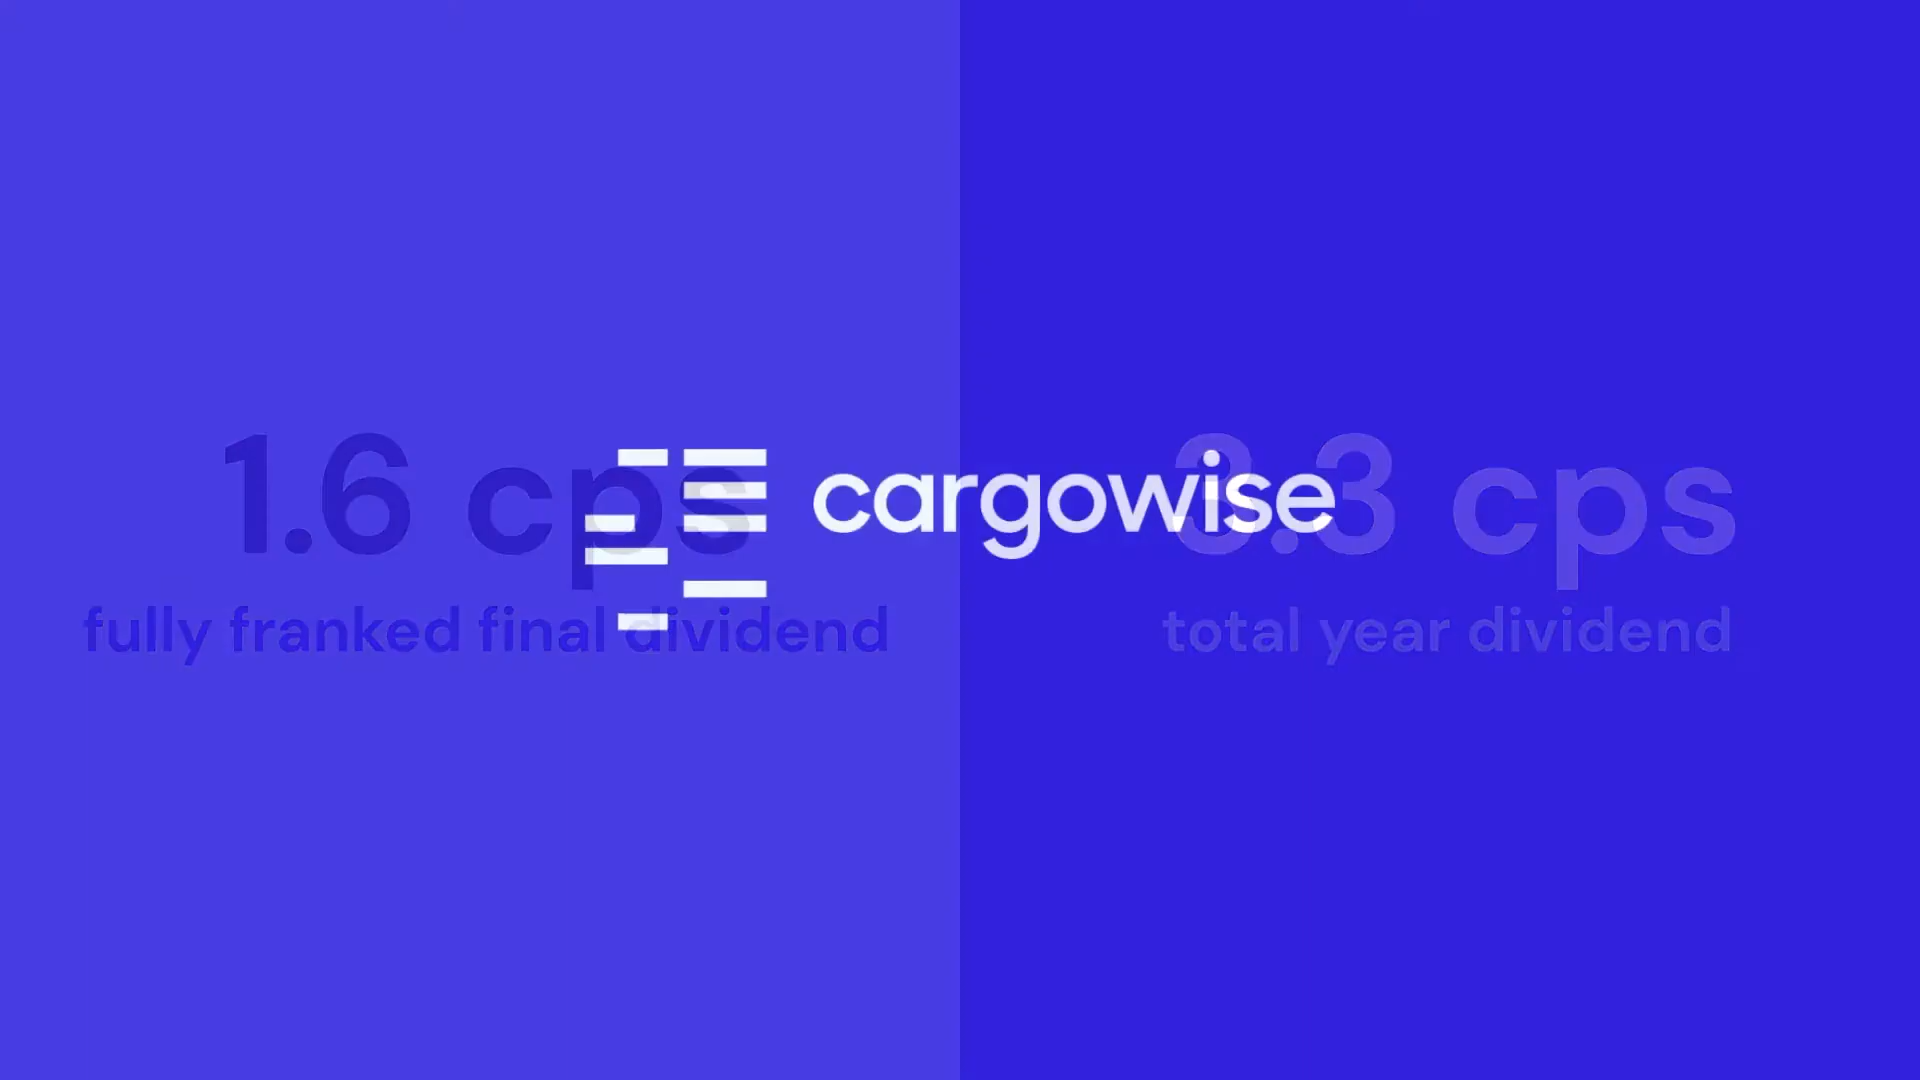 1.6 cps
fully franked final dividend
cargowise
3.3 cps
total year dividend